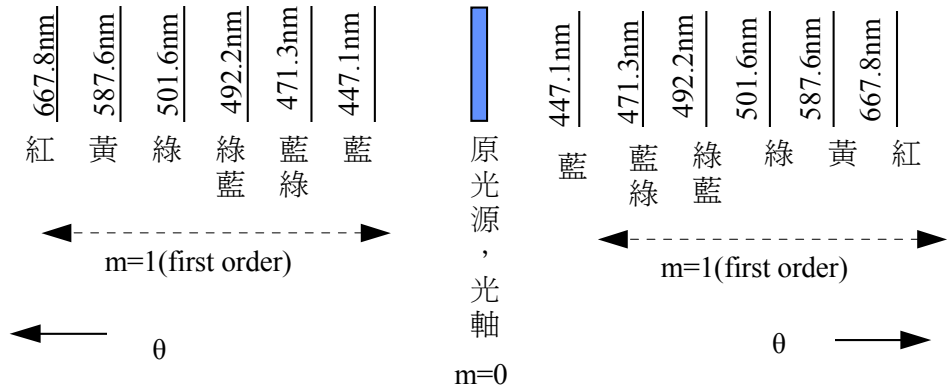 667.8nm
587.6nm
501.6nm
492.2nm
471.3nm
447.1nm
紅
黃
綠
綠藍
藍綠
藍
m=1(first order)
θ
原光源，光軸
m=0
447.1nm
471.3nm
492.2nm
501.6nm
587.6nm
667.8nm
藍
藍綠
綠藍
綠
黃
紅
m=1(first order)
θ